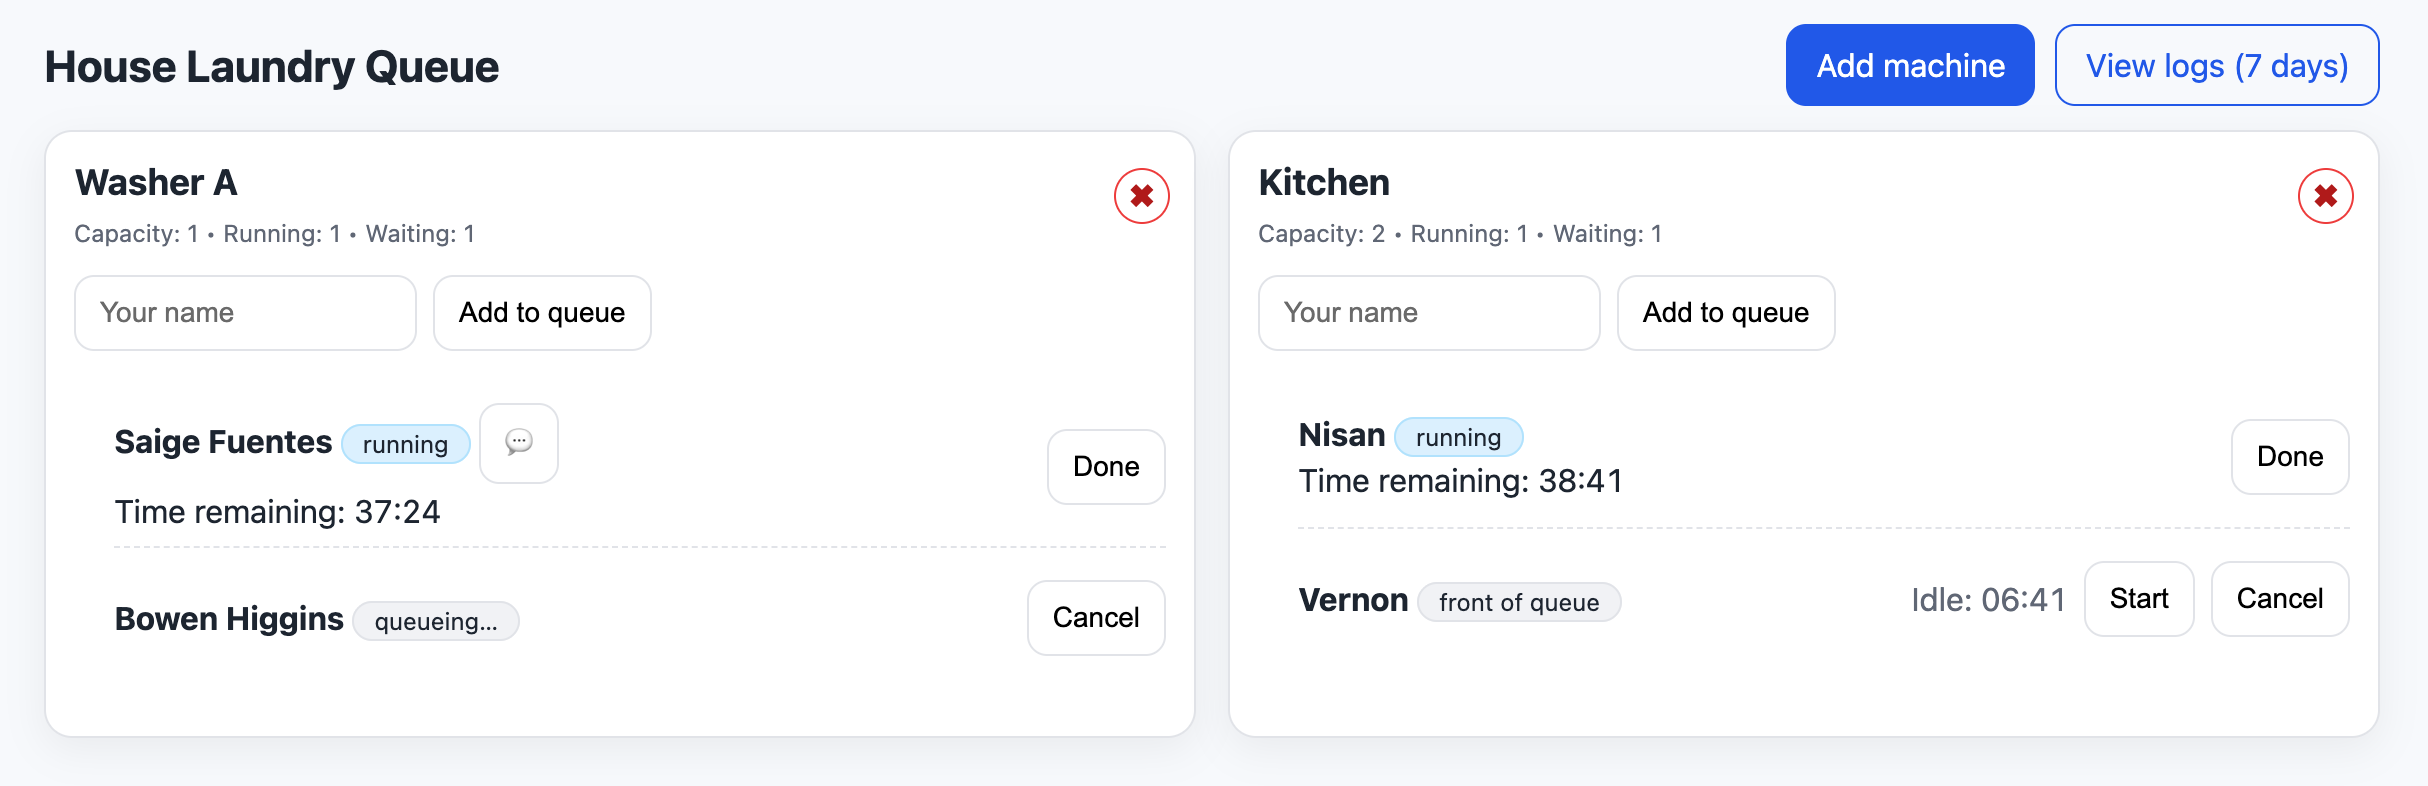 House Laundry Queue
Add machine
View logs (7 days)
Washer A
Capacity: 1 • Running: 1 • Waiting: 1
Your name
Add to queue
Saige Fuentes running
Time remaining: 37:24
Done
Bowen Higgins queueing...
Cancel
Kitchen
Capacity: 2 • Running: 1 • Waiting: 1
Your name
Add to queue
Nisan running
Time remaining: 38:41
Done
Vernon front of queue
Idle: 06:41
Start
Cancel